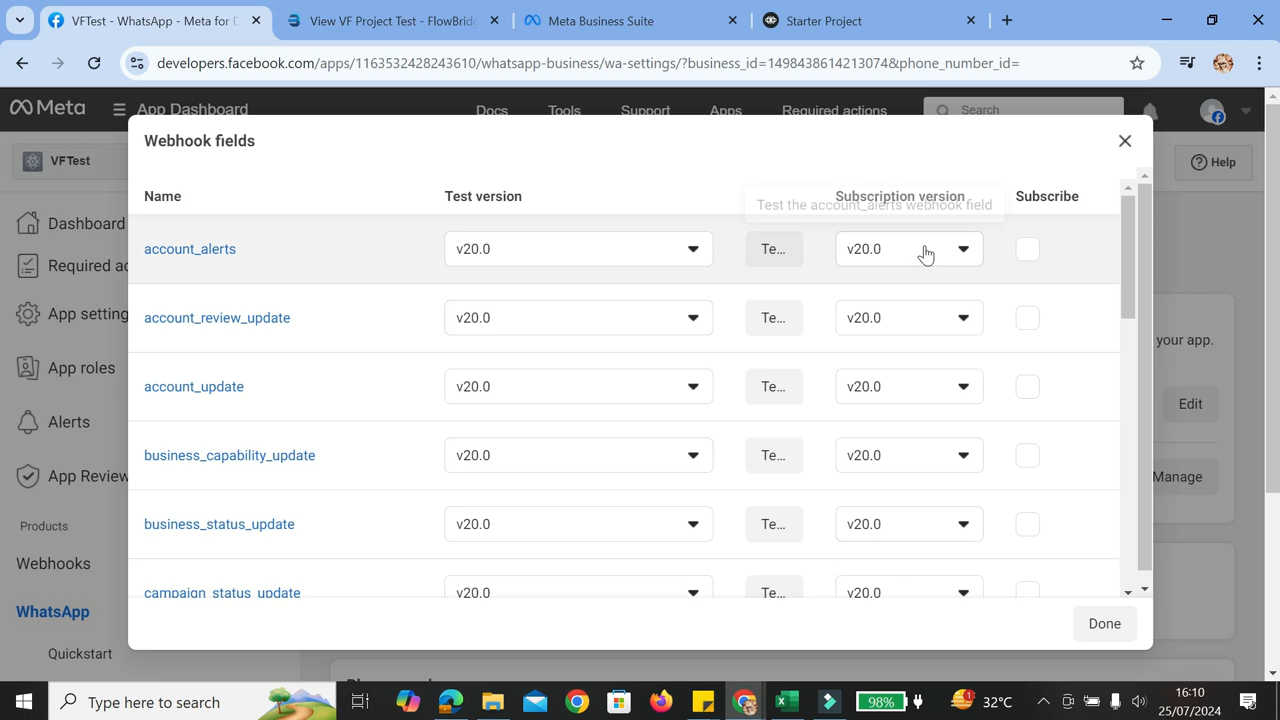 VFTest - WhatsApp - Meta for D
View VF Project Test - FlowBridg
Meta Business Suite
Starter Project
developers.facebook.com/apps/1163532428243610/whatsapp-business/wa-settings/?business_id=1498438614213074&phone_number_id=
Meta
App Dashboard
Docs
Tools
Support
Apps
Required actions
Search
VFTest
Help
Webhook fields
Name
Test version
Subscription version
Subscribe
Test the account_alerts webhook field
account_alerts
v20.0
Te...
v20.0
account_review_update
v20.0
Te...
v20.0
account_update
v20.0
Te...
v20.0
business_capability_update
v20.0
Te...
v20.0
business_status_update
v20.0
Te...
v20.0
campaign_status_update
v20.0
Te...
v20.0
Done
Dashboard
Required ac
App setting
App roles
Alerts
App Review
Products
Webhooks
WhatsApp
Quickstart
your app.
Edit
Manage
Type here to search
98%
1
32°C
16:10
25/07/2024